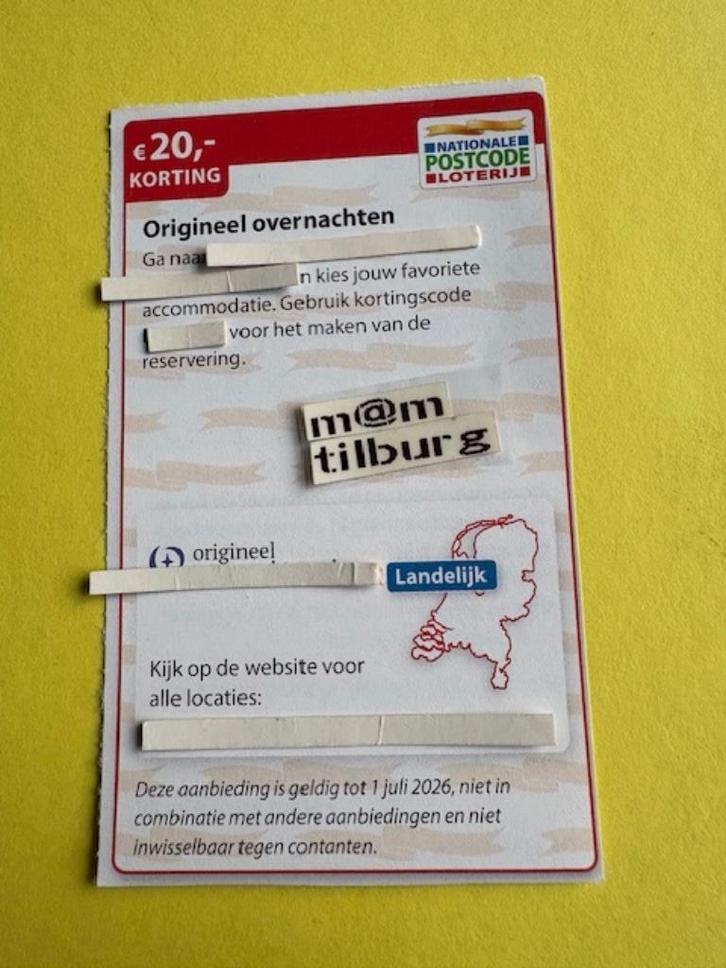 €20,-
KORTING
NATIONALE
POSTCODE
LOTERIJ
Origineel overnachten
Ga naar
n kies jouw favoriete
accommodatie. Gebruik kortingscode
voor het maken van de
reservering.
m@m
tilburg
origineel
Landelijk
Kijk op de website voor
alle locaties:
Deze aanbieding is geldig tot 1 juli 2026, niet in
combinatie met andere aanbiedingen en niet
inwisselbaar tegen contanten.